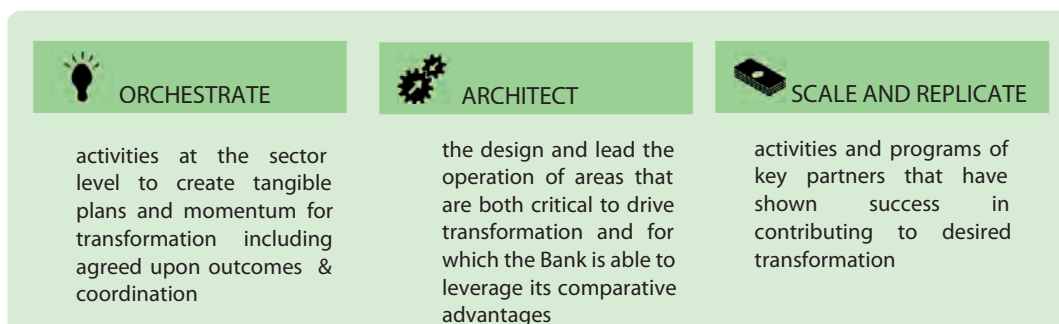 ORCHESTRATE
activities at the sector
level to create tangible
plans and momentum for
transformation including
agreed upon outcomes &
coordination
ARCHITECT
the design and lead the
operation of areas that
are both critical to drive
transformation and for
which the Bank is able to
leverage its comparative
advantages
SCALE AND REPLICATE
activities and programs of
key partners that have
shown success in
contributing to desired
transformation